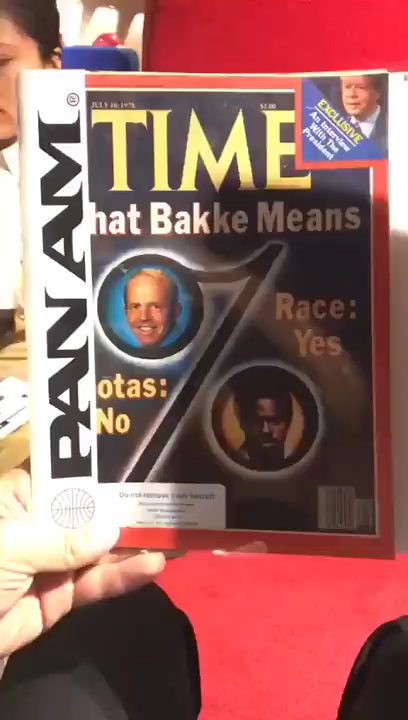 PAN AM®
JULY 10, 1978
$1.00
TIME
EXCLUSIVE
An Interview
With The
President
hat Bakke Means
Race:
Yes
otas:
No
Do not remove from aircraft